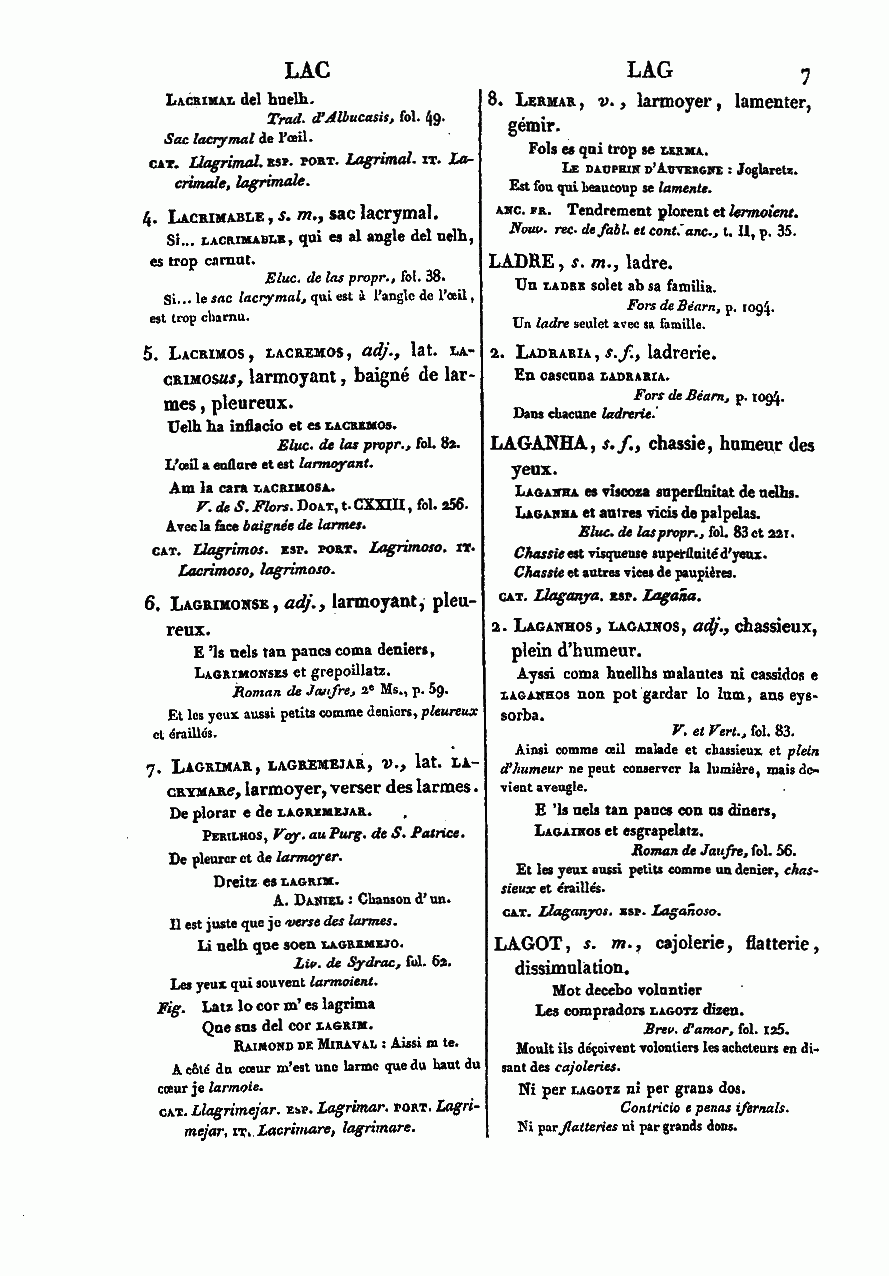 LAC
LAG
7
LACRIMAL del huelh.
Trad. d'Albucasis, fol. 49.
Sac lacrymal de l'œil.
CAT. Llagrimal. ESP. PORT. Lagrimal. IT. La-
crimale, lagrimale.
4. LACRIMABLE, s. m., sac lacrymal.
Si... LACRIMABLE, qui es al angle del uelh,
es trop carnut.
Eluc. de las propr., fol. 38.
Si... le sac lacrymal, qui est à l'angle de l'œil,
est trop charnu.
5. LACRIMOS, LACREMOS, adj., lat. LA-
CRIMOSUS, larmoyant, baigné de lar-
mes, pleureux.
Uelh ha inflacio et es LACREMOS.
Eluc. de las propr., fol. 82.
L'œil a enflure et est larmoyant.
Am la cara LACRIMOSA.
V. de S. Flors. DOAT, t. CXXIII, fol. 256.
Avec la face baignée de larmes.
CAT. Llagrimos. ESP. PORT. Lagrimoso. IT.
Lacrimoso, lagrimoso.
6. LAGRIMONSE, adj., larmoyant, pleu-
reux.
E 'ls uels tan paucs coma deniers,
LAGRIMONSES et grepoillatz.
Roman de Jaufre, 2e Ms., p. 59.
Et les yeux aussi petits comme deniers, pleureux
et éraillés.
7. LAGRIMAR, LAGREMEJAR, v., lat. LA-
CRYMARe, larmoyer, verser des larmes.
De plorar e de LAGREMEJAR.
PERILHOS, Voy. au Purg. de S. Patrice.
De pleurer et de larmoyer.
Dreitz es LAGRIM.
A. DANIEL : Chanson d'un.
Il est juste que je verse des larmes.
Li uelh que soen LAGREMEJO.
Liv. de Sydrac, fol. 62.
Les yeux qui souvent larmoient.
Fig. Latz lo cor m' es lagrima
Que sus del cor LAGRIM.
RAIMOND DE MIRAVAL : Aissi m te.
A côté du cœur m'est une larme que du haut du
cœur je larmoie.
CAT. Llagrimejar. ESP. Lagrimar. PORT. Lagri-
mejar. IT. Lacrimare, lagrimare.
8. LERMAR, v., larmoyer, lamenter,
gémir.
Fols es qui trop se LERMA.
LE DAUPHIN D'AUVERGNE : Joglaretz.
Est fou qui beaucoup se lamente.
ANC. FR. Tendrement plorent et lermoient.
Nouv. rec. de fabl. et cont. anc., t. II, p. 35.
LADRE, s. m., ladre.
Un LADRE solet ab sa familia.
Fors de Béarn, p. 1094.
Un ladre seulet avec sa famille.
2. LADRARIA, s. f., ladrerie.
En cascuna LADRARIA.
Fors de Béarn, p. 1094.
Dans chacune ladrerie.
LAGANHA, s. f., chassie, humeur des
yeux.
LAGANHA es viscoza superfluitat de uelhs.
LAGANHA et autres vicis de palpelas.
Eluc. de las propr., fol. 83 et 221.
Chassie est visqueuse superfluité d'yeux.
Chassie et autres vices de paupières.
CAT. Llaganya. ESP. Lagaña.
2. LAGANHOS, LAGAINOS, adj., chassieux,
plein d'humeur.
Ayssi coma huellhs malautes ni cassidos e
LAGANHOS non pot gardar lo lum, ans eys-
sorba.
V. et Vert., fol. 83.
Ainsi comme œil malade et chassieux et plein
d'humeur ne peut conserver la lumière, mais de-
vient aveugle.
E 'ls uels tan paucs con us diners,
LAGAINOS et esgrapelatz.
Roman de Jaufre, fol. 56.
Et les yeux aussi petits comme un denier, chas-
sieux et éraillés.
CAT. Llaganyos. ESP. Lagañoso.
LAGOT, s. m., cajolerie, flatterie,
dissimulation.
Mot decebo voluntier
Les compradors LAGOTZ dizen.
Brev. d'amor, fol. 125.
Moult ils déçoivent volontiers les acheteurs en di-
sant des cajoleries.
Ni per LAGOTZ ni per grans dos.
Contricio e penas ifernals.
Ni par flatteries ni par grands dons.